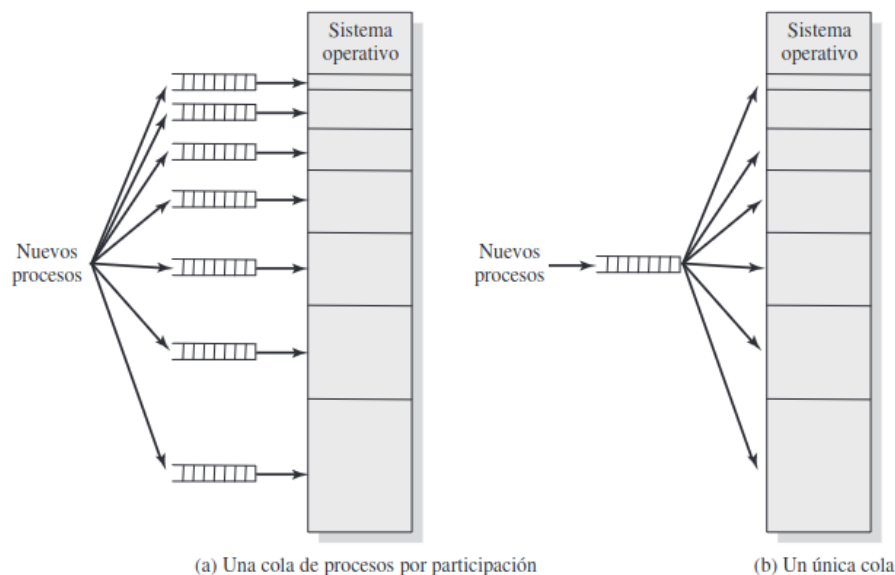 Sistema
operativo
Nuevos
procesos
(a) Una cola de procesos por participación
Sistema
operativo
Nuevos
procesos
(b) Un única cola